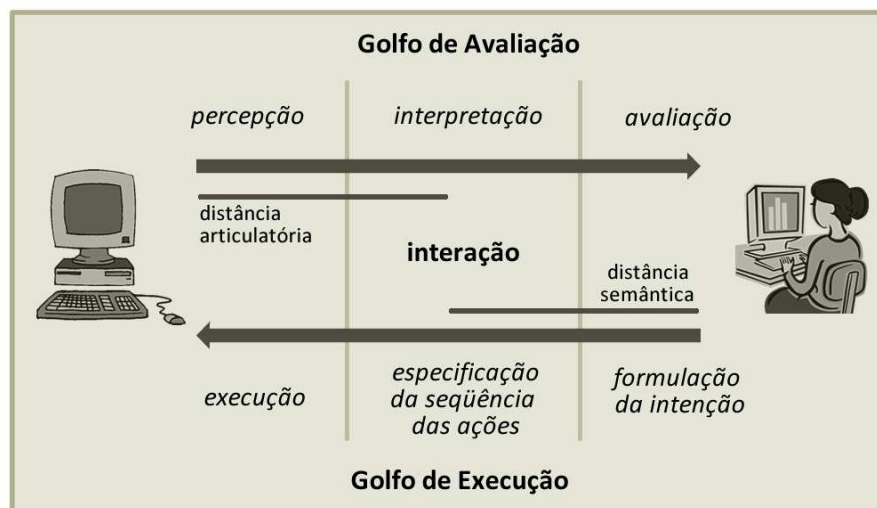 Golfo de Avaliação
percepção
interpretação
avaliação
distância
articulatória
interação
distância
semântica
execução
especificação
da seqüência
das ações
formulação
da intenção
Golfo de Execução